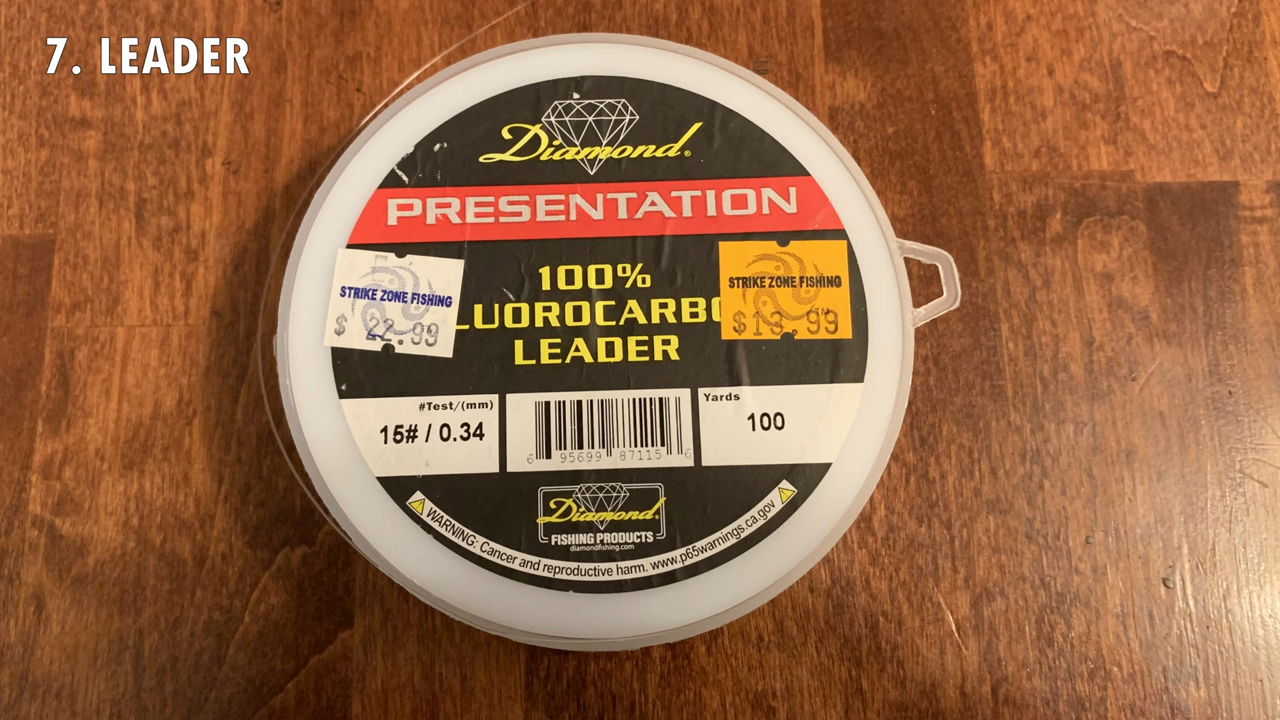 7. LEADER
Diamond®
PRESENTATION
100%
LUOROCARBO
LEADER
STRIKE ZONE FISHING
$ 22.99
STRIKE ZONE FISHING
$13.99
#Test/(mm)
15# / 0.34
6 95699 87115 6
Yards
100
Diamond®
FISHING PRODUCTS
diamondfishing.com
WARNING: Cancer and reproductive harm. www.p65warnings.ca.gov